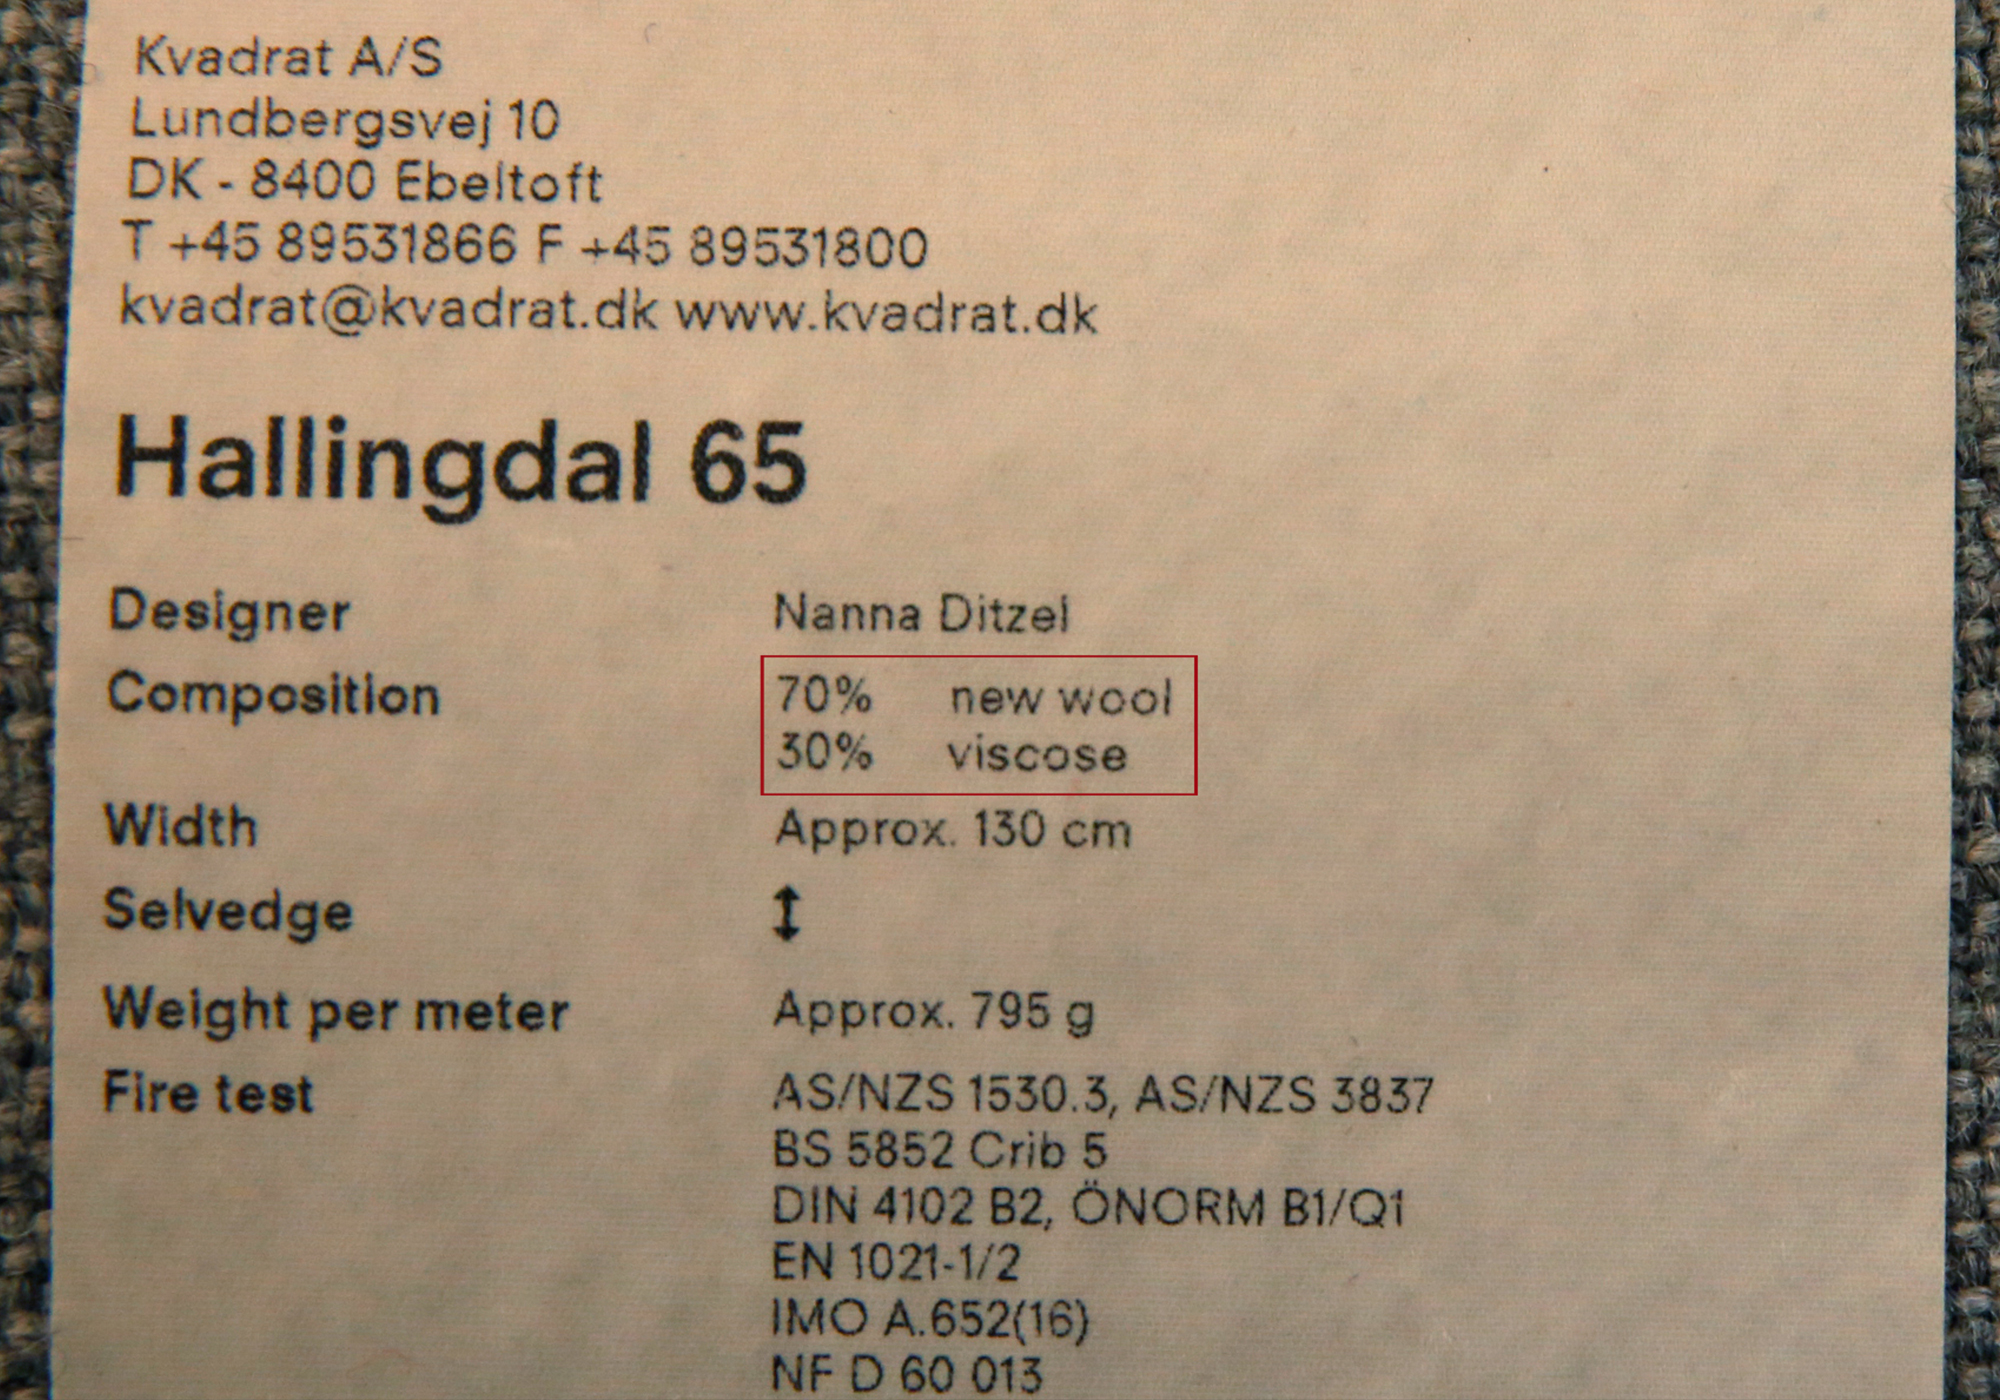 Kvadrat A/S
Lundbergsvej 10
DK - 8400 Ebeltoft
T +45 89531866 F +45 89531800
kvadrat@kvadrat.dk www.kvadrat.dk
Hallingdal 65
Designer Nanna Ditzel
Composition 70% new wool
30% viscose
Width Approx. 130 cm
Selvedge ↕
Weight per meter Approx. 795 g
Fire test AS/NZS 1530.3, AS/NZS 3837
BS 5852 Crib 5
DIN 4102 B2, ÖNORM B1/Q1
EN 1021-1/2
IMO A.652(16)
NF D 60 013